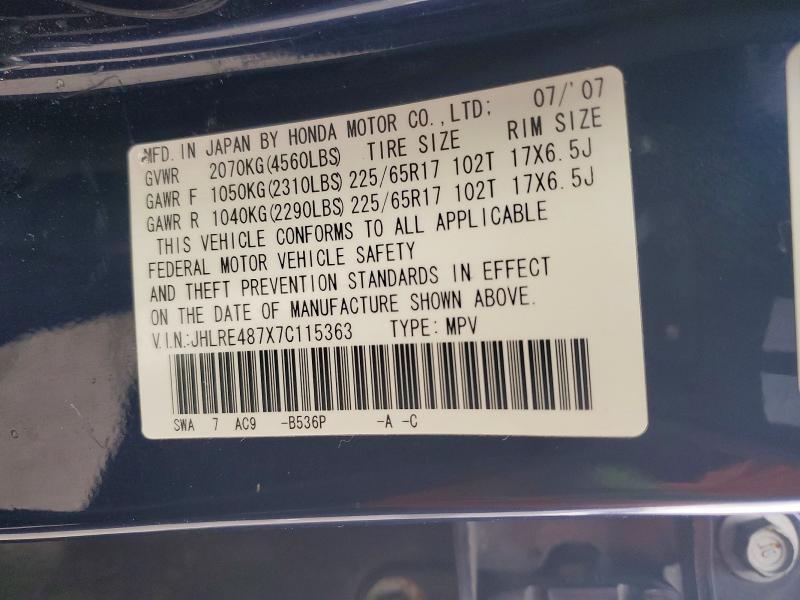 MFD. IN JAPAN BY HONDA MOTOR CO.,LTD; 07/'07
GVWR 2070KG(4560LBS) TIRE SIZE RIM SIZE
GAWR F 1050KG(2310LBS) 225/65R17 102T 17X6.5J
GAWR R 1040KG(2290LBS) 225/65R17 102T 17X6.5J
THIS VEHICLE CONFORMS TO ALL APPLICABLE
FEDERAL MOTOR VEHICLE SAFETY
AND THEFT PREVENTION STANDARDS IN EFFECT
ON THE DATE OF MANUFACTURE SHOWN ABOVE.
V.I.N.:JHLRE487X7C115363 TYPE: MPV
SWA 7 AC9 -B536P -A -C